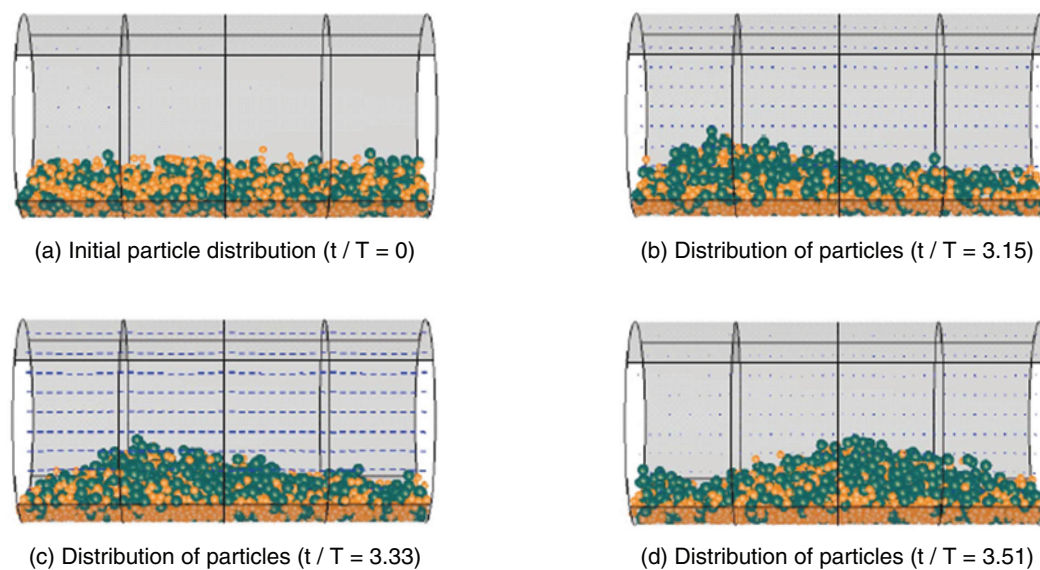 (a) Initial particle distribution (t / T = 0)
(b) Distribution of particles (t / T = 3.15)
(c) Distribution of particles (t / T = 3.33)
(d) Distribution of particles (t / T = 3.51)